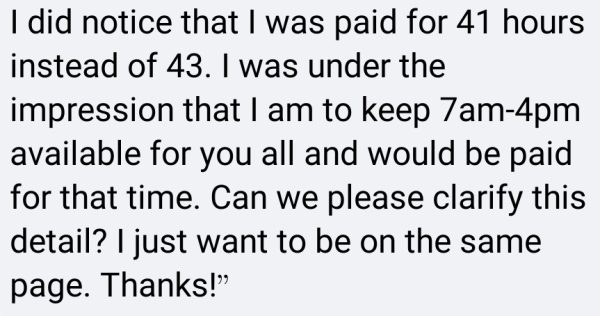 I did notice that I was paid for 41 hours
instead of 43. I was under the
impression that I am to keep 7am-4pm
available for you all and would be paid
for that time. Can we please clarify this
detail? I just want to be on the same
page. Thanks!”